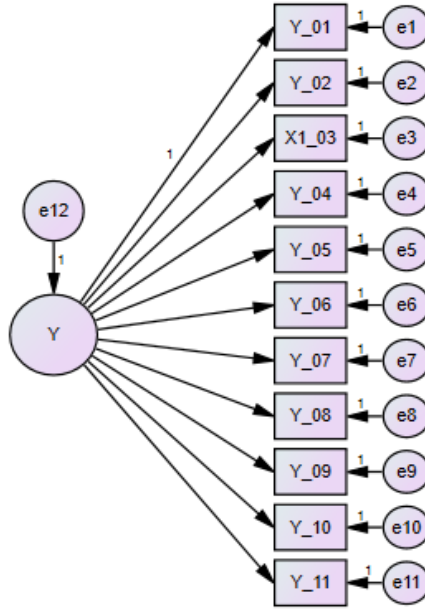 Y_01 1 e1
Y_02 1 e2
X1_03 1 e3
1
Y_04 1 e4
e12
Y_05 1 e5
1
Y_06 1 e6
Y
Y_07 1 e7
Y_08 1 e8
Y_09 1 e9
Y_10 1 e10
Y_11 1 e11